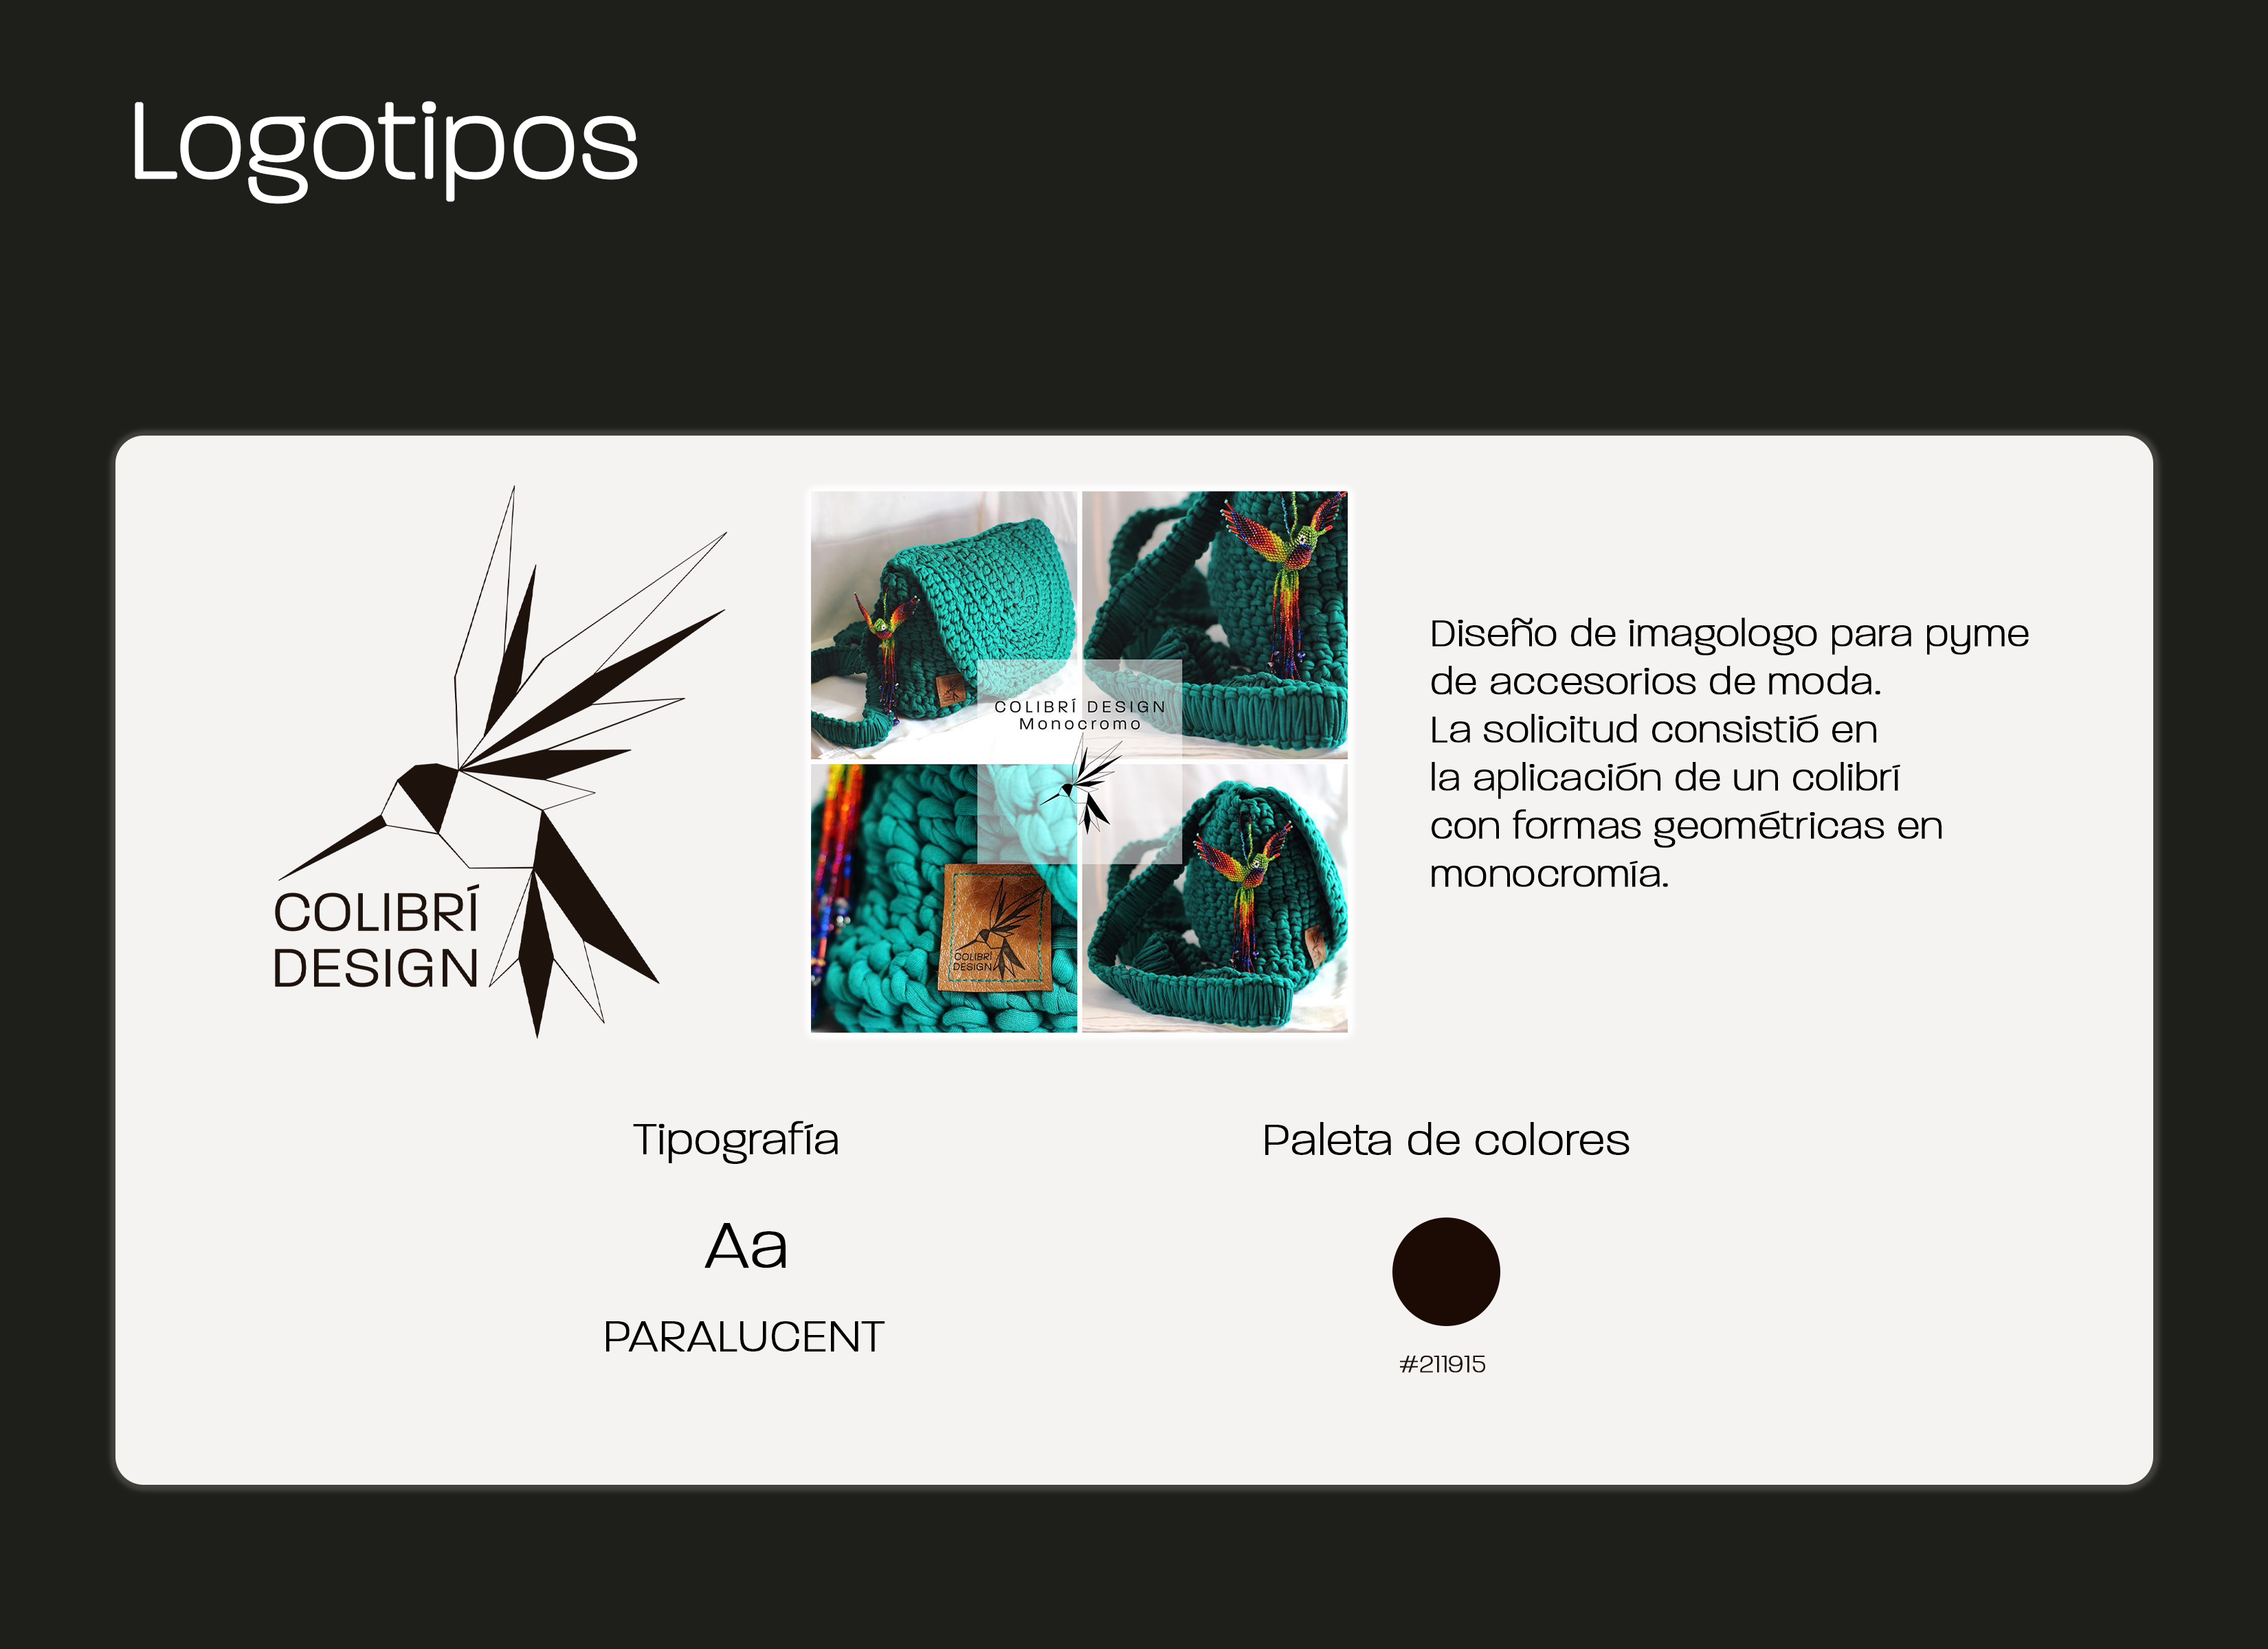 Logotipos
COLIBRÍ
DESIGN
COLIBRÍ DESIGN
Monocromo
COLIBRÍ
DESIGN
Diseño de imagologo para pyme
de accesorios de moda.
La solicitud consistió en
la aplicación de un colibrí
con formas geométricas en
monocromía.
Tipografía
Aa
PARALUCENT
Paleta de colores
#211915